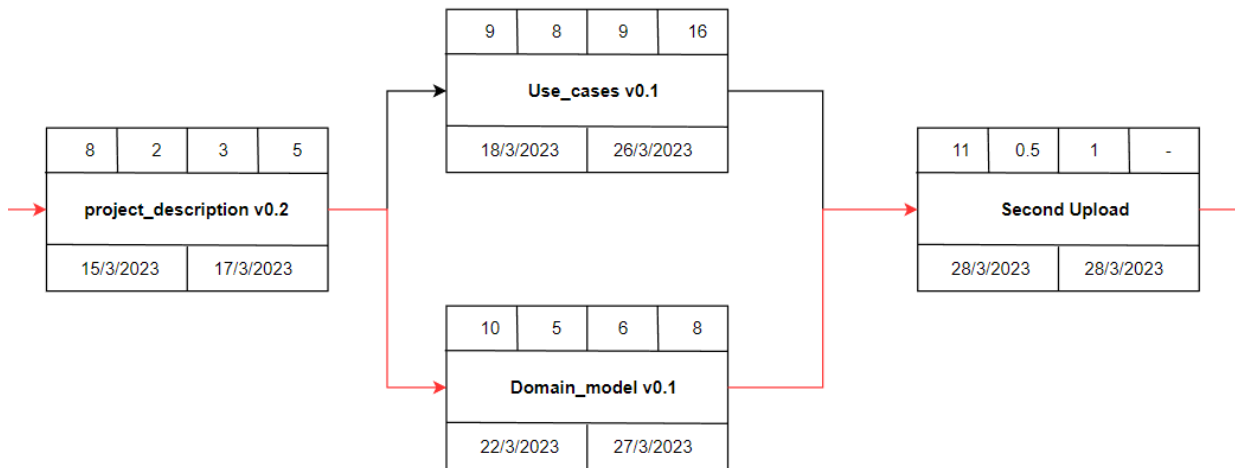 9 8 9 16
Use_cases v0.1
18/3/2023 26/3/2023
8 2 3 5
project_description v0.2
15/3/2023 17/3/2023
11 0.5 1 -
Second Upload
28/3/2023 28/3/2023
10 5 6 8
Domain_model v0.1
22/3/2023 27/3/2023